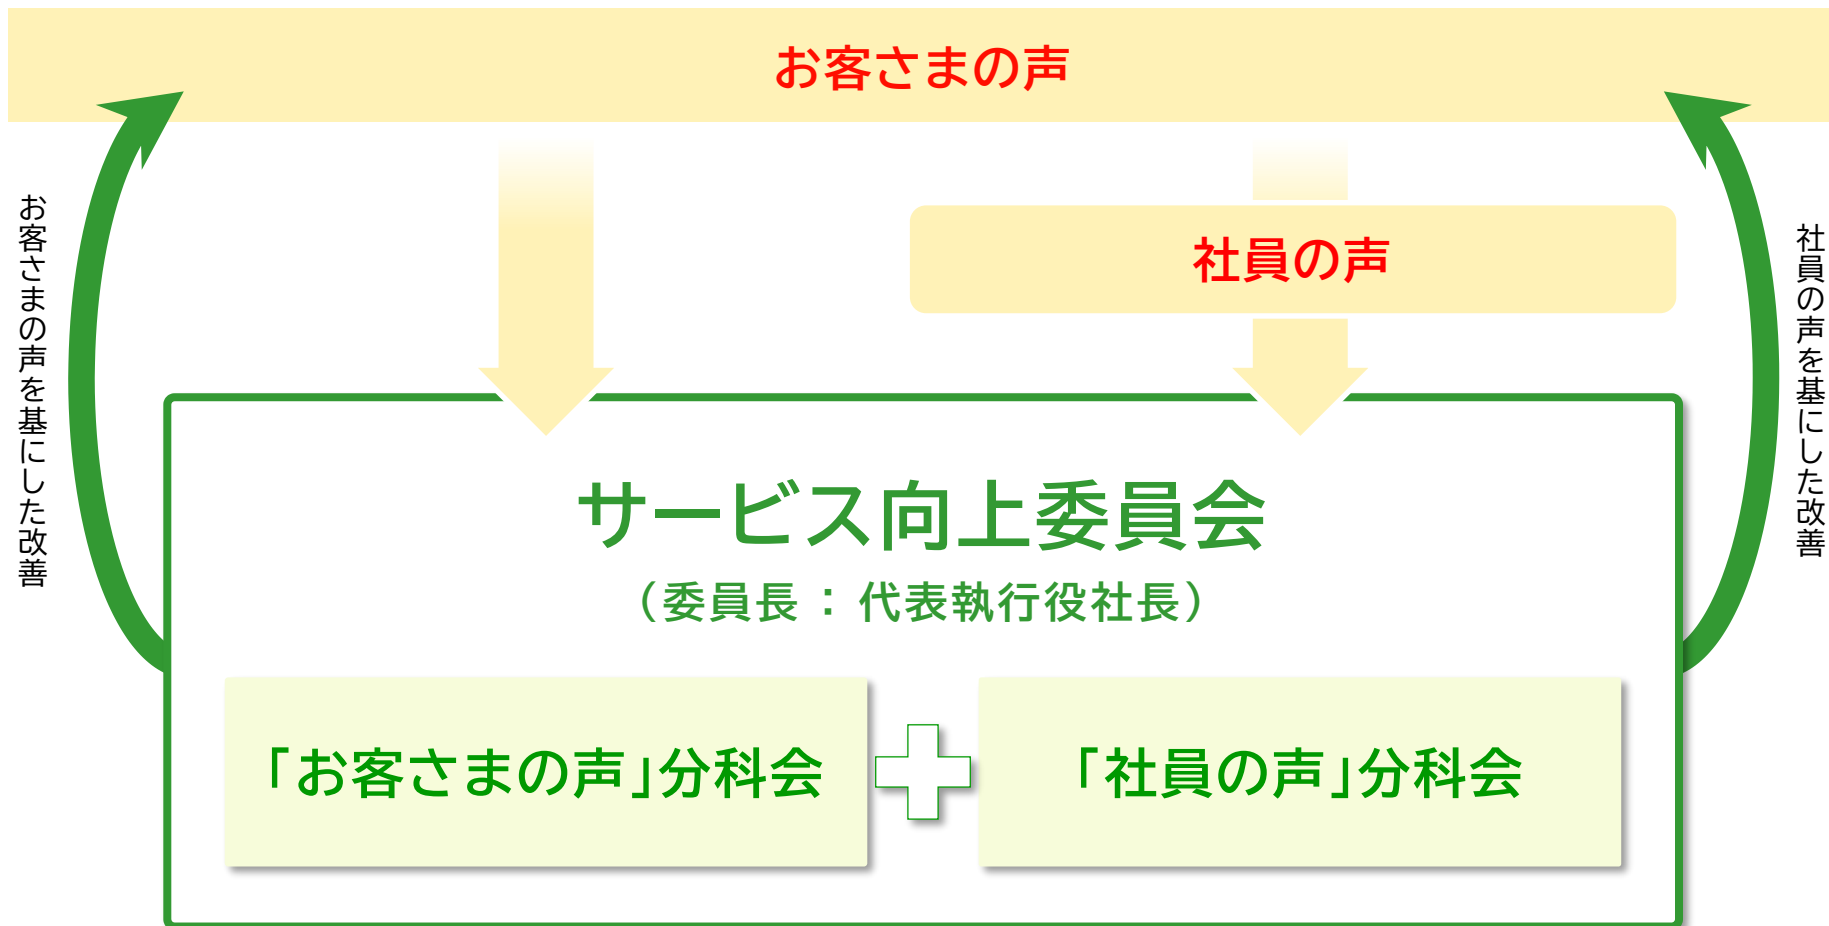 お客さまの声
お客さまの声を基にした改善
社員の声
社員の声を基にした改善
サービス向上委員会
（委員長：代表執行役社長）
「お客さまの声」分科会
「社員の声」分科会